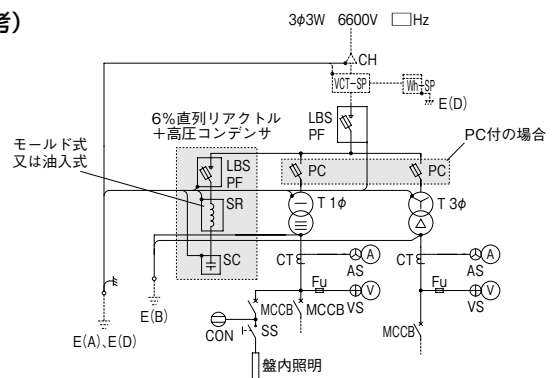 考)
3φ3W 6600V □Hz
CH
VCT-SP
Wh-SP
E(D)
LBS
PF
6%直列リアクトル
+高圧コンデンサ
PC付の場合
モールド式
又は油入式
LBS
PF
PC
PC
SR
T 1φ
T 3φ
SC
CT
A
AS
CT
A
AS
Fu
V
VS
Fu
V
VS
E(B)
MCCB
MCCB
MCCB
E(A)、E(D)
CON
SS
盤内照明